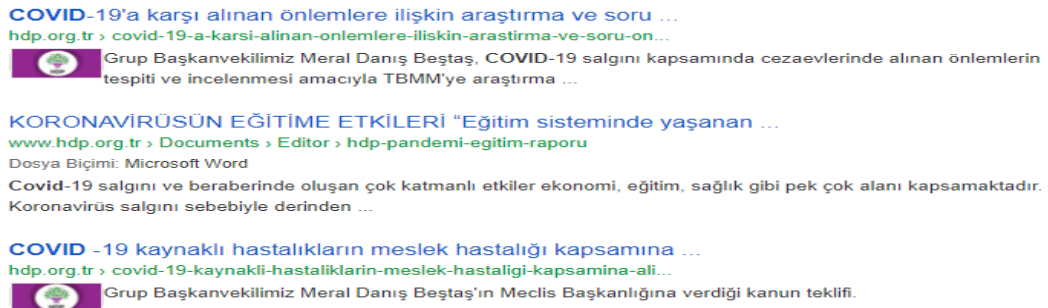 COVID-19'a karşı alınan önlemlere ilişkin araştırma ve soru ...
hdp.org.tr › covid-19-a-karsi-alinan-onlemlere-iliskin-arastirma-ve-soru-on...
Grup Başkanvekilimiz Meral Danış Beştaş, COVID-19 salgını kapsamında cezaevlerinde alınan önlemlerin
tespiti ve incelenmesi amacıyla TBMM'ye araştırma ...
KORONAVİRÜSÜN EĞİTİME ETKİLERİ “Eğitim sisteminde yaşanan ...
www.hdp.org.tr › Documents › Editor › hdp-pandemi-egitim-raporu
Dosya Biçimi: Microsoft Word
Covid-19 salgını ve beraberinde oluşan çok katmanlı etkiler ekonomi, eğitim, sağlık gibi pek çok alanı kapsamaktadır.
Koronavirüs salgını sebebiyle derinden ...
COVID -19 kaynaklı hastalıkların meslek hastalığı kapsamına ...
hdp.org.tr › covid-19-kaynakli-hastaliklarin-meslek-hastaligi-kapsamina-ali...
Grup Başkanvekilimiz Meral Danış Beştaş'ın Meclis Başkanlığına verdiği kanun teklifi.